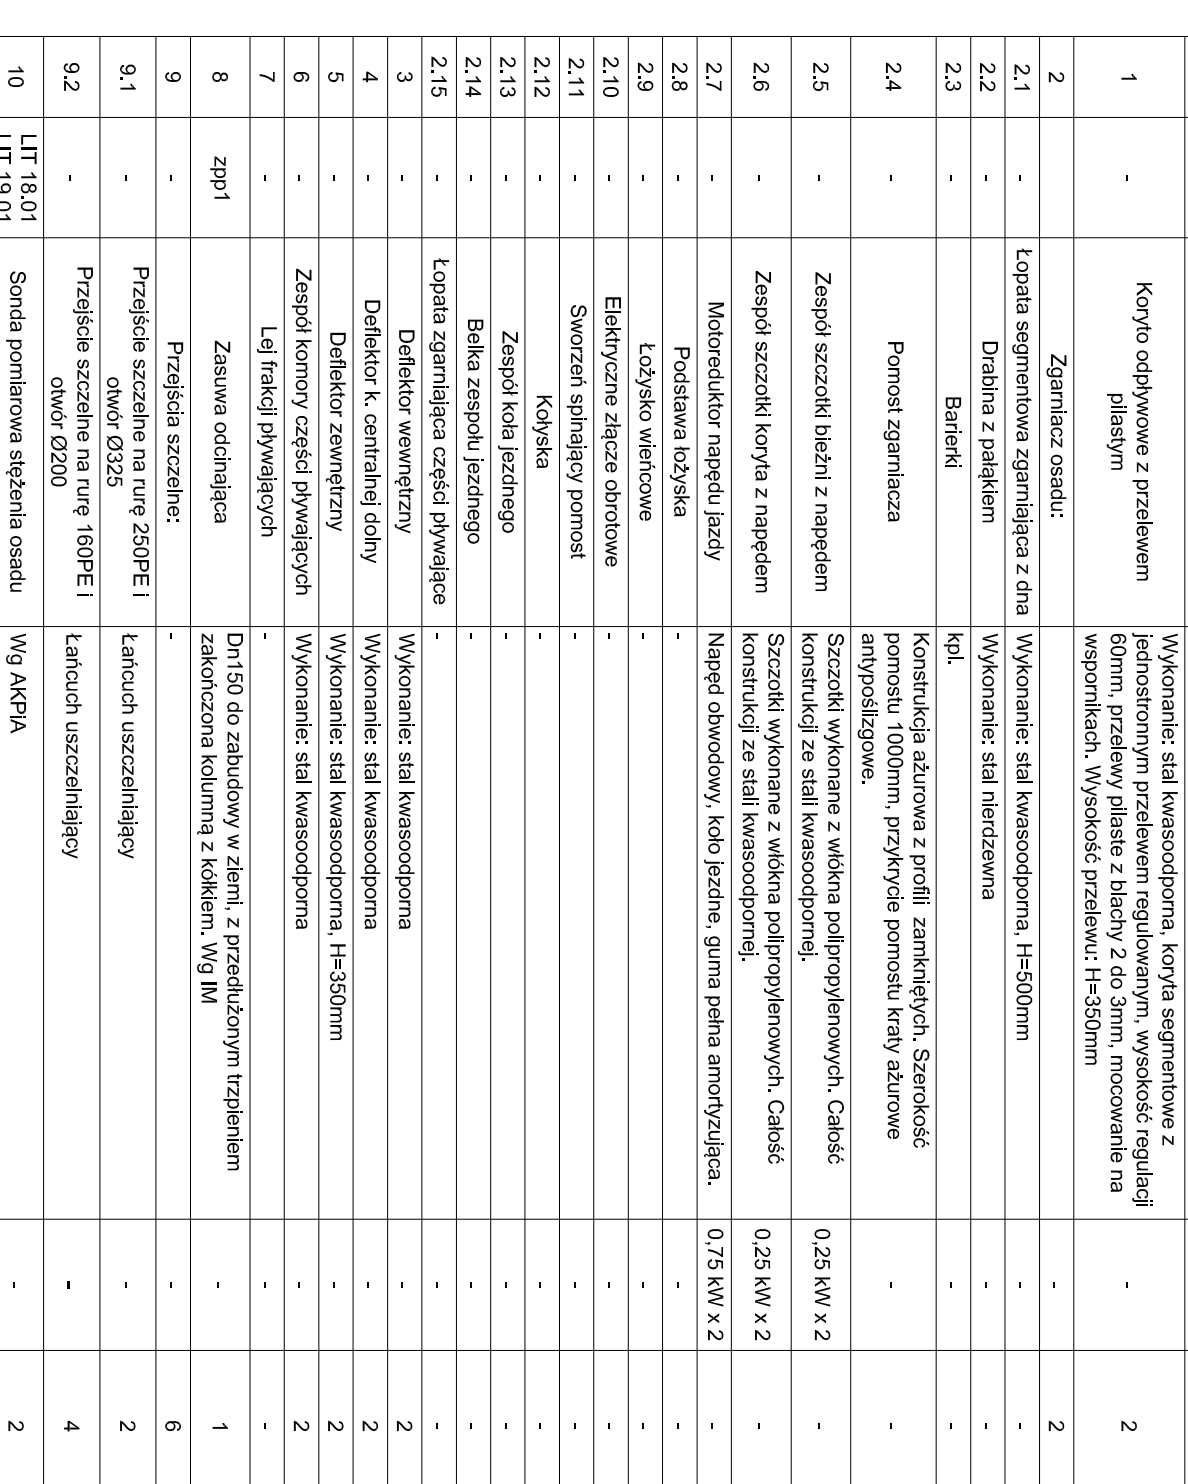 1
-
Koryto odpływowe z przelewem
pilastym
Wykonanie: stal kwasoodporna, koryta segmentowe z
jednostronnym przelewem regulowanym, wysokość regulacji
60mm, przelewy pilaste z blachy 2 do 3mm, mocowanie na
wspornikach. Wysokość przelewu: H=350mm
-
2
2
Zgarniacz osadu:
-
2
2.1
-
Łopata segmentowa zgarniająca z dna
Wykonanie: stal kwasoodporna, H=500mm
-
-
2.2
-
Drabina z pałąkiem
Wykonanie: stal nierdzewna
-
-
2.3
-
Barierki
kpl.
-
-
2.4
-
Pomost zgarniacza
Konstrukcja ażurowa z profili zamkniętych. Szerokość
pomostu 1000mm, przykrycie pomostu kraty ażurowe
antypoślizgowe.
-
-
2.5
-
Zespół szczotki bieżni z napędem
Szczotki wykonane z włókna polipropylenowych. Całość
konstrukcji ze stali kwasoodpornej.
0,25 kW x 2
-
2.6
-
Zespół szczotki koryta z napędem
Szczotki wykonane z włókna polipropylenowych. Całość
konstrukcji ze stali kwasoodpornej.
0,25 kW x 2
-
2.7
-
Motoreduktor napędu jazdy
Napęd obwodowy, koło jezdne, guma pełna amortyzująca.
0,75 kW x 2
-
2.8
-
Podstawa łożyska
-
-
-
2.9
-
Łożysko wieńcowe
-
-
-
2.10
-
Elektryczne złącze obrotowe
-
-
-
2.11
-
Sworzeń spinający pomost
-
-
-
2.12
-
Kołyska
-
-
-
2.13
-
Zespół koła jezdnego
-
-
-
2.14
-
Belka zespołu jezdnego
-
-
-
2.15
-
Łopata zgarniająca części pływające
-
-
-
3
-
Deflektor wewnętrzny
Wykonanie: stal kwasoodporna
-
2
4
-
Deflektor k. centralnej dolny
Wykonanie: stal kwasoodporna
-
2
5
-
Deflektor zewnętrzny
Wykonanie: stal kwasoodporna, H=350mm
-
2
6
-
Zespół komory części pływających
Wykonanie: stal kwasoodporna
-
2
7
-
Lej frakcji pływających
-
-
-
8
zpp1
Zasuwa odcinająca
Dn150 do zabudowy w ziemi, z przedłużonym trzpieniem
zakończona kolumną z kółkiem. Wg IM
-
1
9
-
Przejścia szczelne:
-
-
6
9.1
-
Przejście szczelne na rurę 250PE i
otwór Ø325
Łańcuch uszczelniający
-
2
9.2
-
Przejście szczelne na rurę 160PE i
otwór Ø200
Łańcuch uszczelniający
-
4
10
LIT 18.01
LIT 19.01
Sonda pomiarowa stężenia osadu
Wg AKPiA
-
2